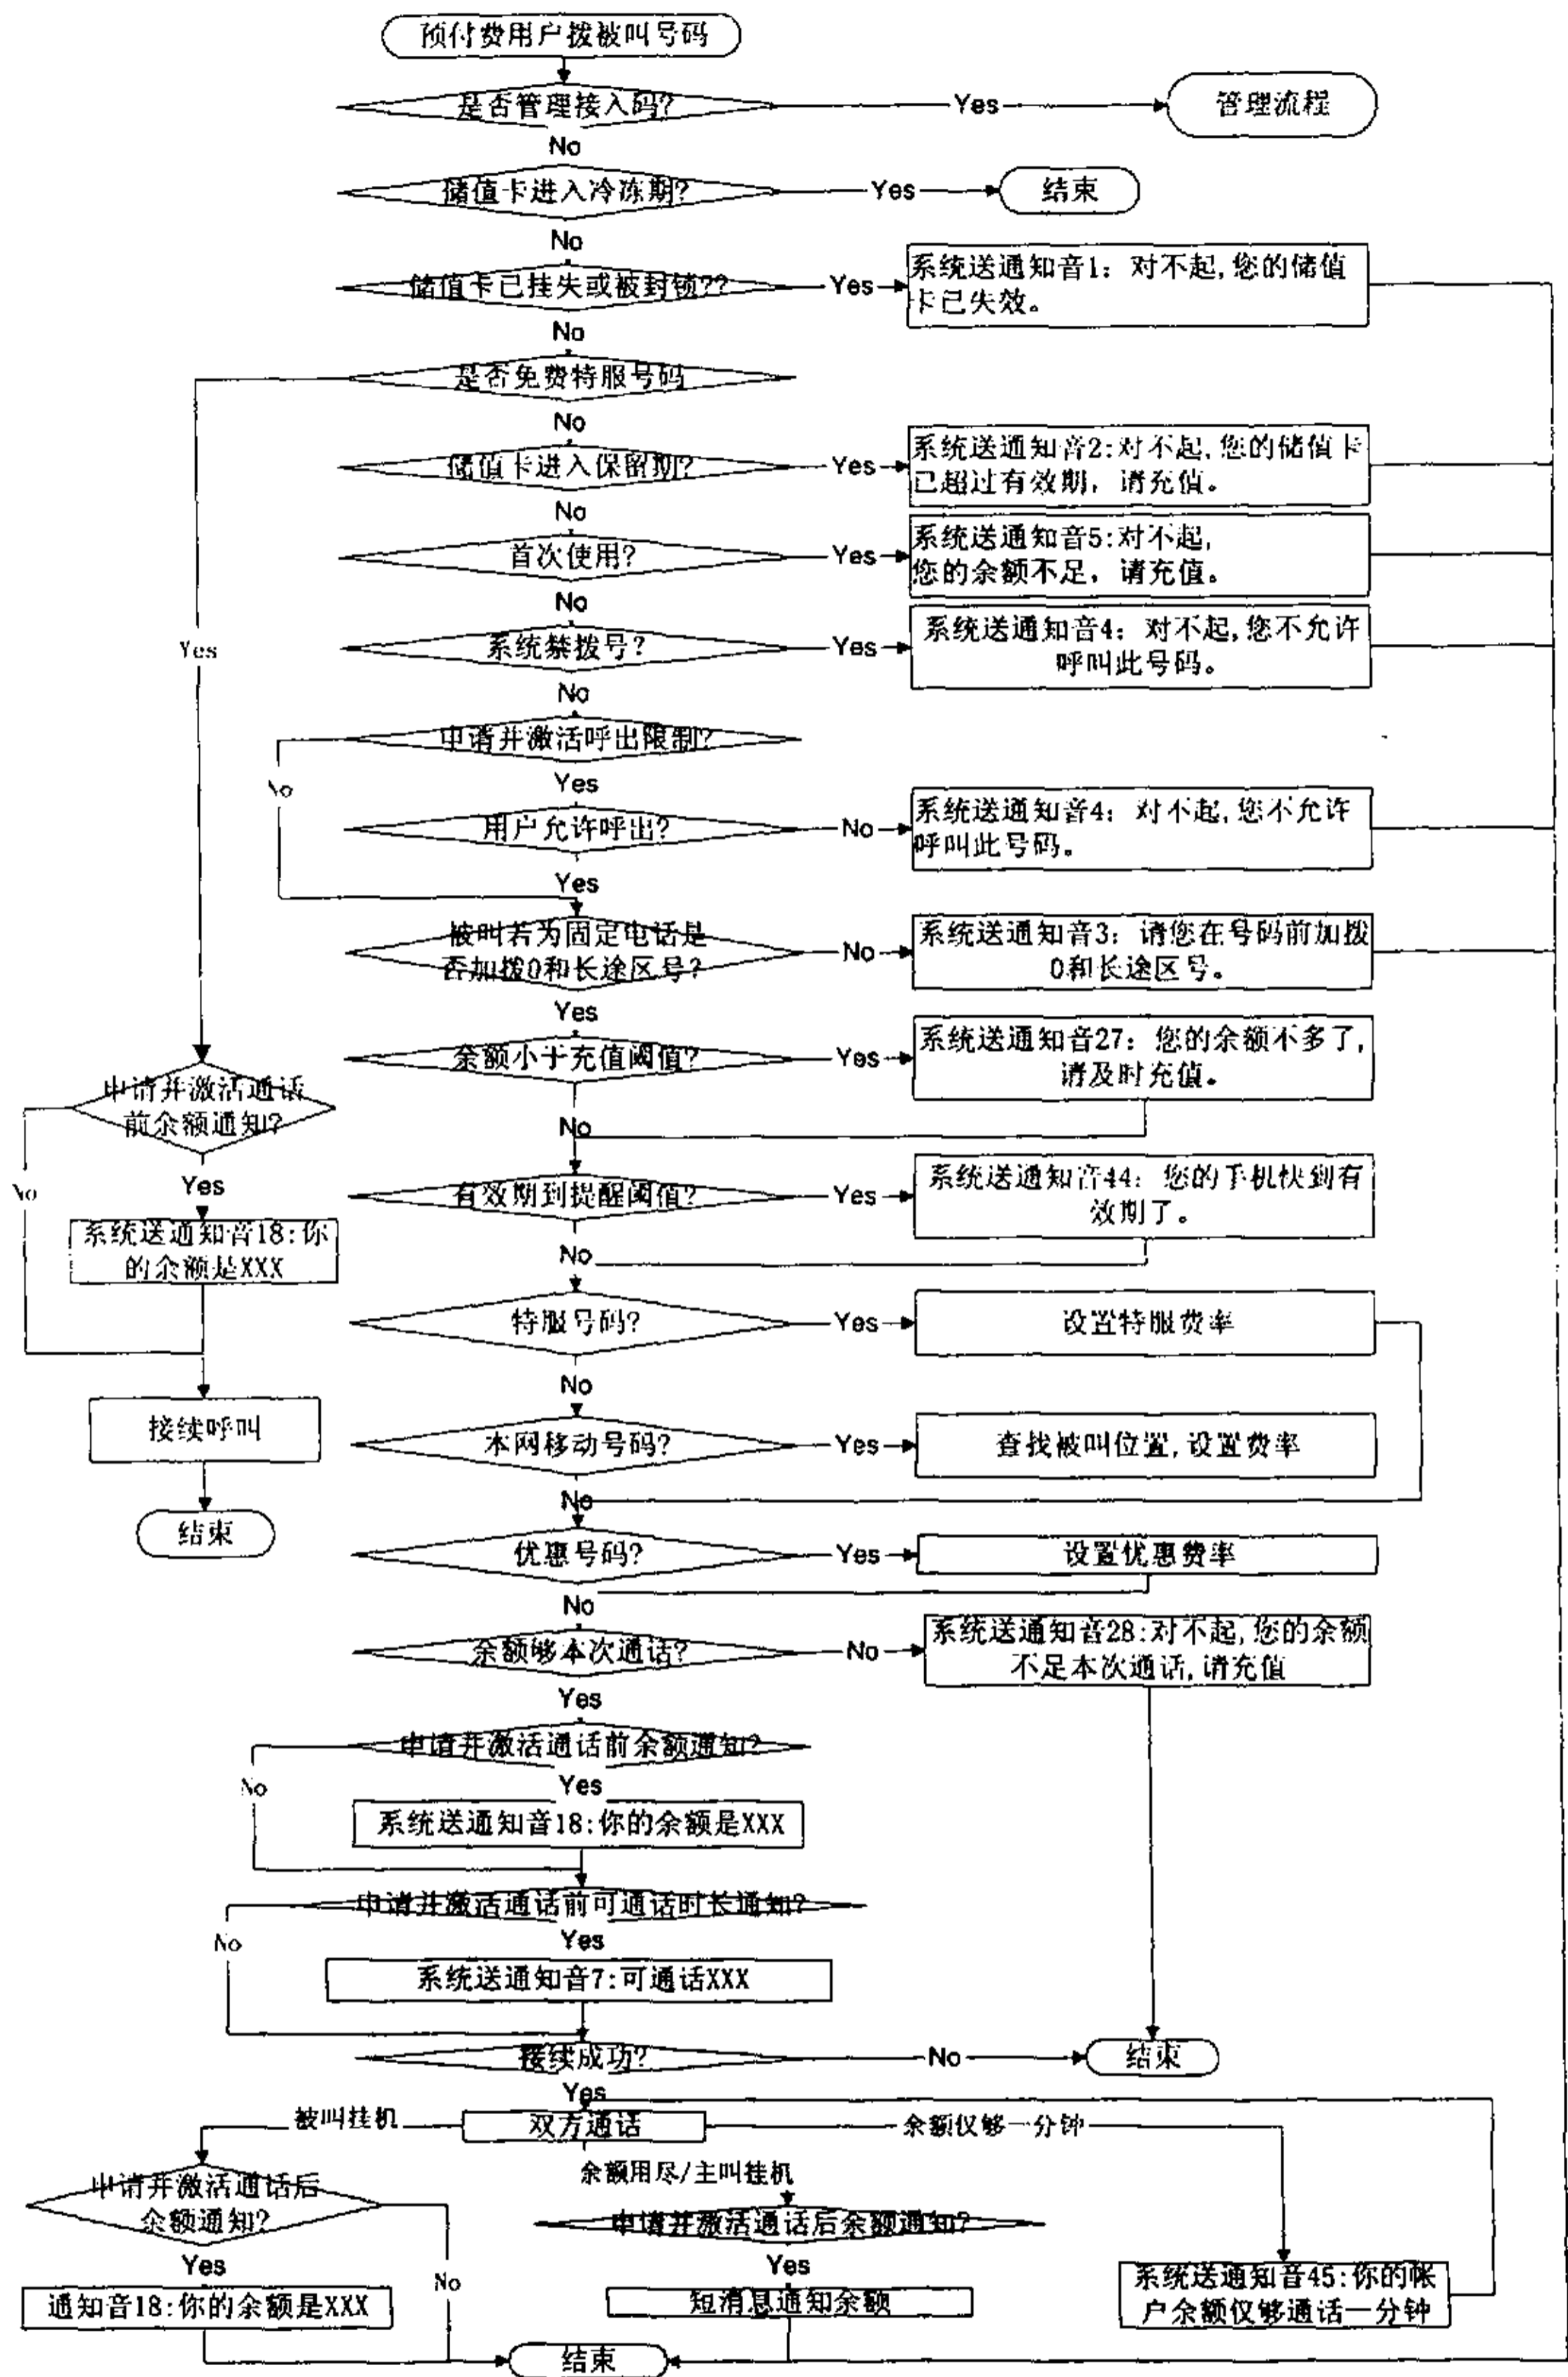 预付费用户拨被叫号码
是否管理接入码?
Yes
管理流程
No
储值卡进入冷冻期?
Yes
结束
No
储值卡已挂失或被封锁??
Yes
系统送通知音1: 对不起,您的储值
卡已失效。
No
是否免费特服号码
No
储值卡进入保留期?
Yes
系统送通知音2:对不起,您的储值卡
已超过有效期, 请充值。
No
首次使用?
Yes
系统送通知音5:对不起,
您的余额不足, 请充值。
No
Yes
系统禁拨号?
Yes
系统送通知音4: 对不起,您不允许
呼叫此号码。
No
申请并激活呼出限制?
No
Yes
用户允许呼出?
No
系统送通知音4: 对不起,您不允许
呼叫此号码。
Yes
被叫若为固定电话是
否加拨0和长途区号?
No
系统送通知音3: 请您在号码前加拨
0和长途区号。
Yes
余额小于充值阈值?
Yes
系统送通知音27: 您的余额不多了,
请及时充值。
申请并激活通话
前余额通知?
No
No
Yes
有效期到提醒阈值?
Yes
系统送通知音44: 您的手机快到有
效期了。
系统送通知音18:你
的余额是XXX
No
特服号码?
Yes
设置特服费率
No
接续呼叫
本网移动号码?
Yes
查找被叫位置,设置费率
No
结束
优惠号码?
Yes
设置优惠费率
No
余额够本次通话?
No
系统送通知音28:对不起,您的余额
不足本次通话,请充值
Yes
申请并激活通话前余额通知?
No
Yes
系统送通知音18:你的余额是XXX
申请并激活通话前可通话时长通知?
No
Yes
系统送通知音7:可通话XXX
接续成功?
No
结束
Yes
被叫挂机
双方通话
余额仅够一分钟
余额用尽/主叫挂机
申请并激活通话后
余额通知?
申请并激活通话后余额通知?
Yes
No
Yes
通知音18:你的余额是XXX
短消息通知余额
系统送通知音45:你的帐
户余额仅够通话一分钟
结束